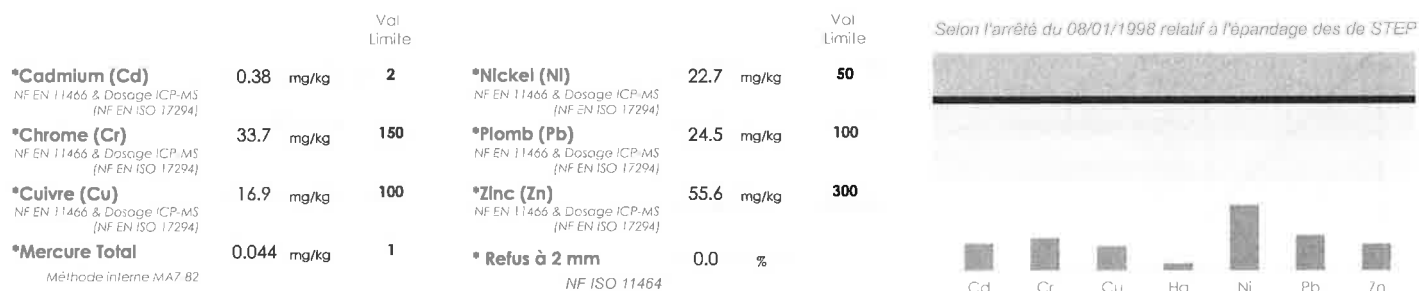 Val
Limite
*Cadmium (Cd) 0.38 mg/kg 2
NF EN 11466 & Dosage ICP-MS
(NF EN ISO 17294)
*Chrome (Cr) 33.7 mg/kg 150
NF EN 11466 & Dosage ICP-MS
(NF EN ISO 17294)
*Cuivre (Cu) 16.9 mg/kg 100
NF EN 11466 & Dosage ICP-MS
(NF EN ISO 17294)
*Mercure Total 0.044 mg/kg 1
Méthode interne MA7 82
Val
Limite
*Nickel (Ni) 22.7 mg/kg 50
NF EN 11466 & Dosage ICP-MS
(NF EN ISO 17294)
*Plomb (Pb) 24.5 mg/kg 100
NF EN 11466 & Dosage ICP-MS
(NF EN ISO 17294)
*Zinc (Zn) 55.6 mg/kg 300
NF EN 11466 & Dosage ICP-MS
(NF EN ISO 17294)
* Refus à 2 mm 0.0 %
NF ISO 11464
Selon l'arrêté du 08/01/1998 relatif à l'épandage des de STEP
Cd Cr Cu Hg Ni Pb Zn